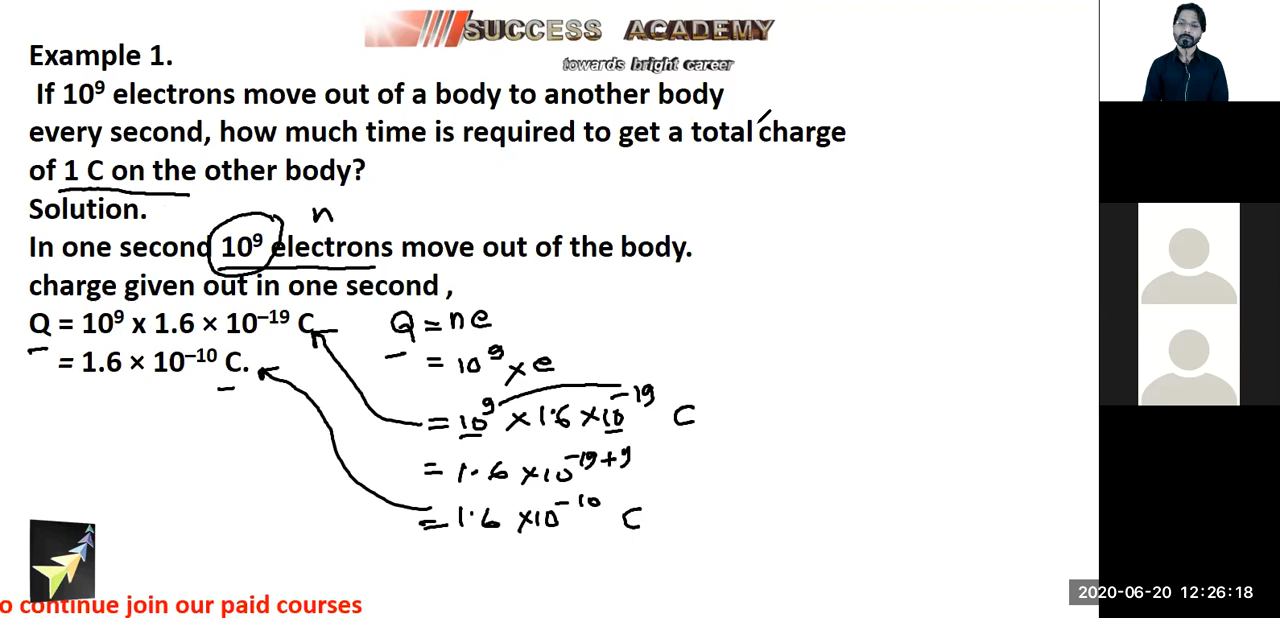 SUCCESS ACADEMY
towards bright career
Example 1.
If 10⁹ electrons move out of a body to another body
every second, how much time is required to get a total charge
of 1 C on the other body?
Solution.
n
In one second 10⁹ electrons move out of the body.
charge given out in one second ,
Q = 10⁹ x 1.6 × 10⁻¹⁹ C
= 1.6 × 10⁻¹⁰ C.
Q = ne
= 10⁹ × e
= 10⁹ × 1.6 × 10⁻¹⁹ C
= 1.6 × 10⁻¹⁹⁺⁹
= 1.6 × 10⁻¹⁰ C
o continue join our paid courses
2020-06-20 12:26:18